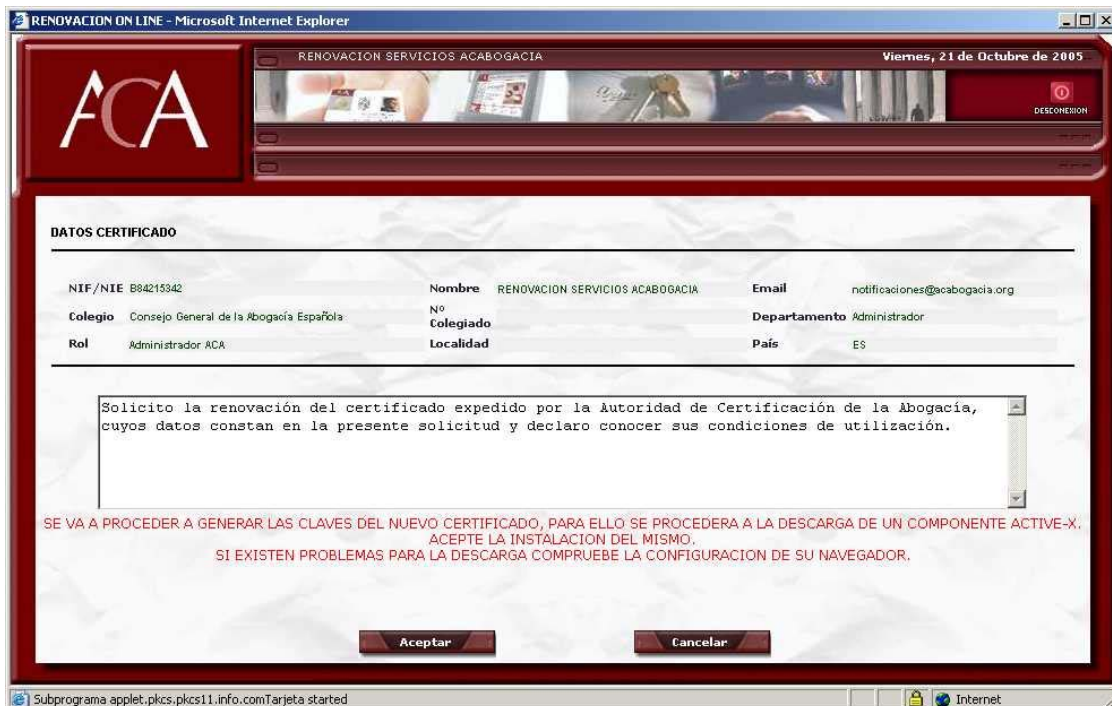 RENOVACION ON LINE - Microsoft Internet Explorer
RENOVACION SERVICIOS ACABOGACIA
Viernes, 21 de Octubre de 2005
ACA
DESCONEXION
DATOS CERTIFICADO
NIF/NIE B84215342 Nombre RENOVACION SERVICIOS ACABOGACIA Email notificaciones@acabogacia.org
Colegio Consejo General de la Abogacía Española Nº Colegiado Departamento Administrador
Rol Administrador ACA Localidad País ES
Solicito la renovación del certificado expedido por la Autoridad de Certificación de la Abogacía,
cuyos datos constan en la presente solicitud y declaro conocer sus condiciones de utilización.
SE VA A PROCEDER A GENERAR LAS CLAVES DEL NUEVO CERTIFICADO, PARA ELLO SE PROCEDERA A LA DESCARGA DE UN COMPONENTE ACTIVE-X.
ACEPTE LA INSTALACION DEL MISMO.
SI EXISTEN PROBLEMAS PARA LA DESCARGA COMPRUEBE LA CONFIGURACION DE SU NAVEGADOR.
Aceptar Cancelar
Subprograma applet.pkcs.pkcs11.info.comTarjeta started Internet